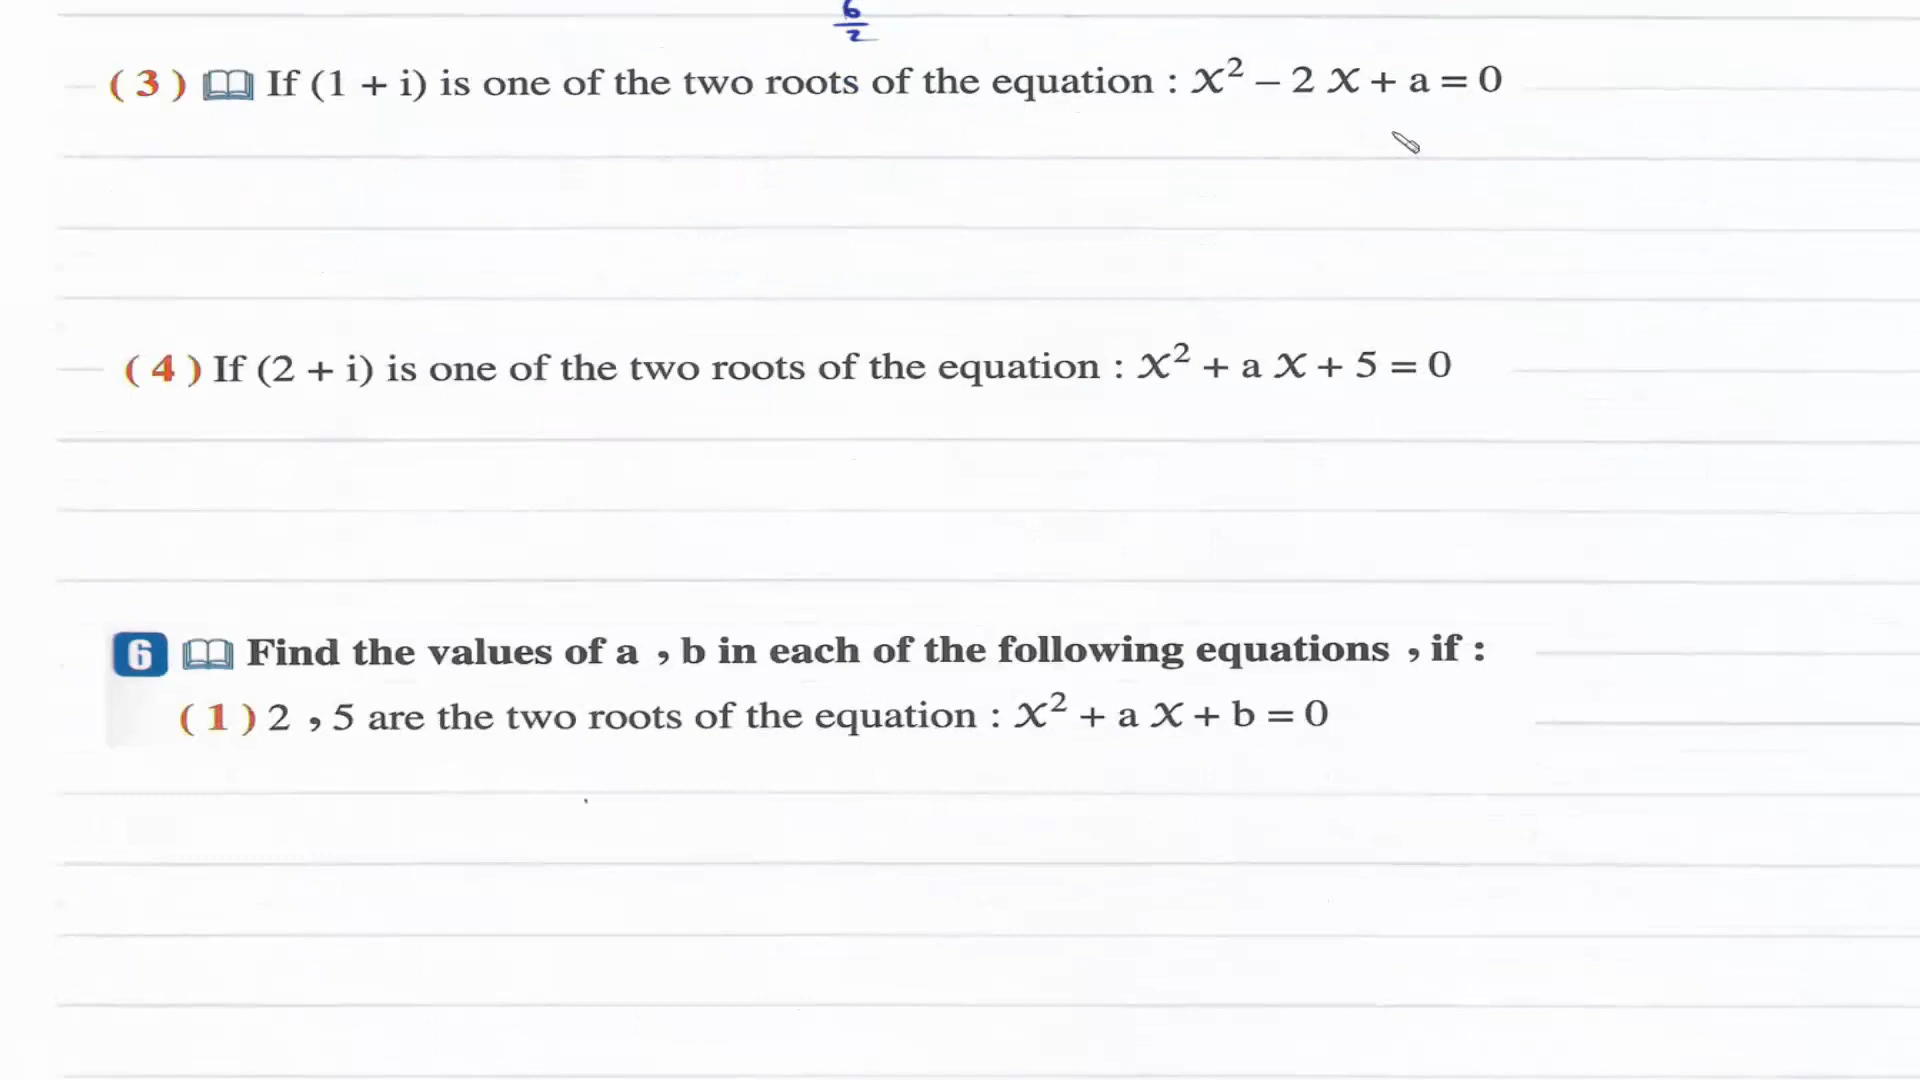 6
2
( 3 ) If (1 + i) is one of the two roots of the equation : x² – 2 x + a = 0
( 4 ) If (2 + i) is one of the two roots of the equation : x² + a x + 5 = 0
6 Find the values of a , b in each of the following equations , if :
( 1 ) 2 , 5 are the two roots of the equation : x² + a x + b = 0